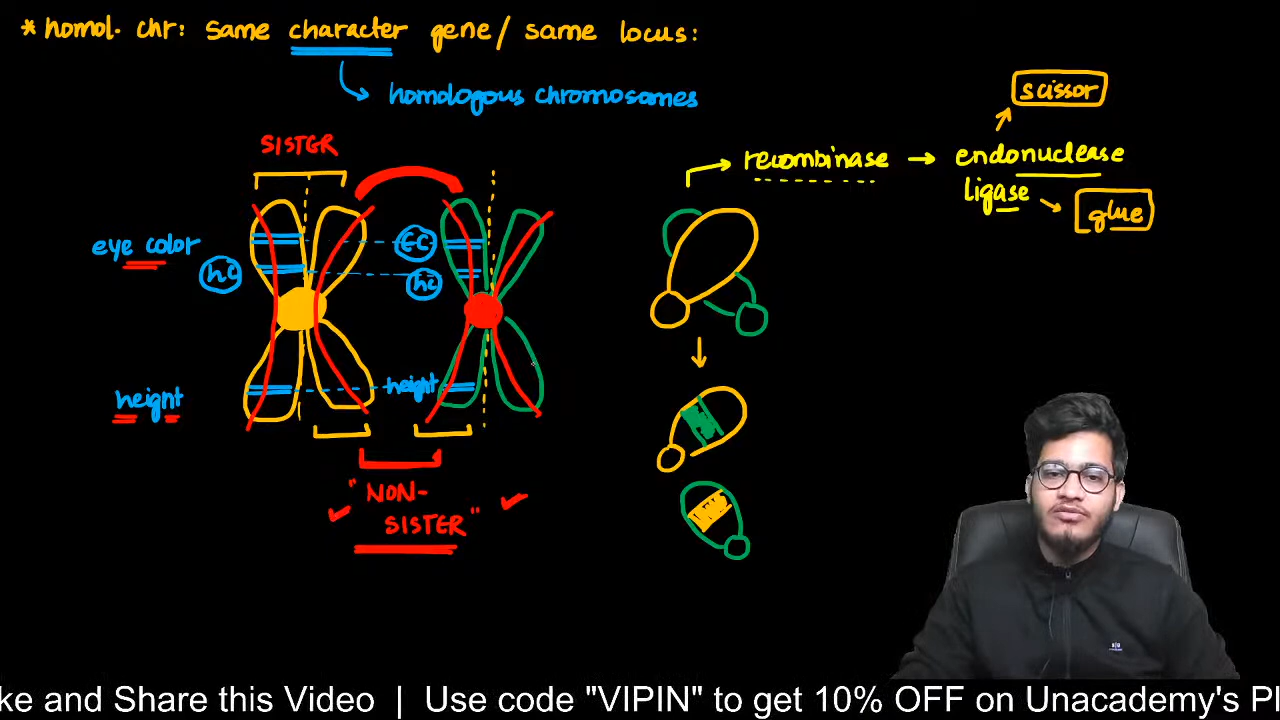 * homol. chr: same character gene/ same locus:
homologous chromosomes
scissor
recombinase → endonuclease
ligase
glue
SISTER
eye color
EC
hc
hc
height
height
"NON-
SISTER"
ke and Share this Video | Use code "VIPIN" to get 10% OFF on Unacademy's Pl